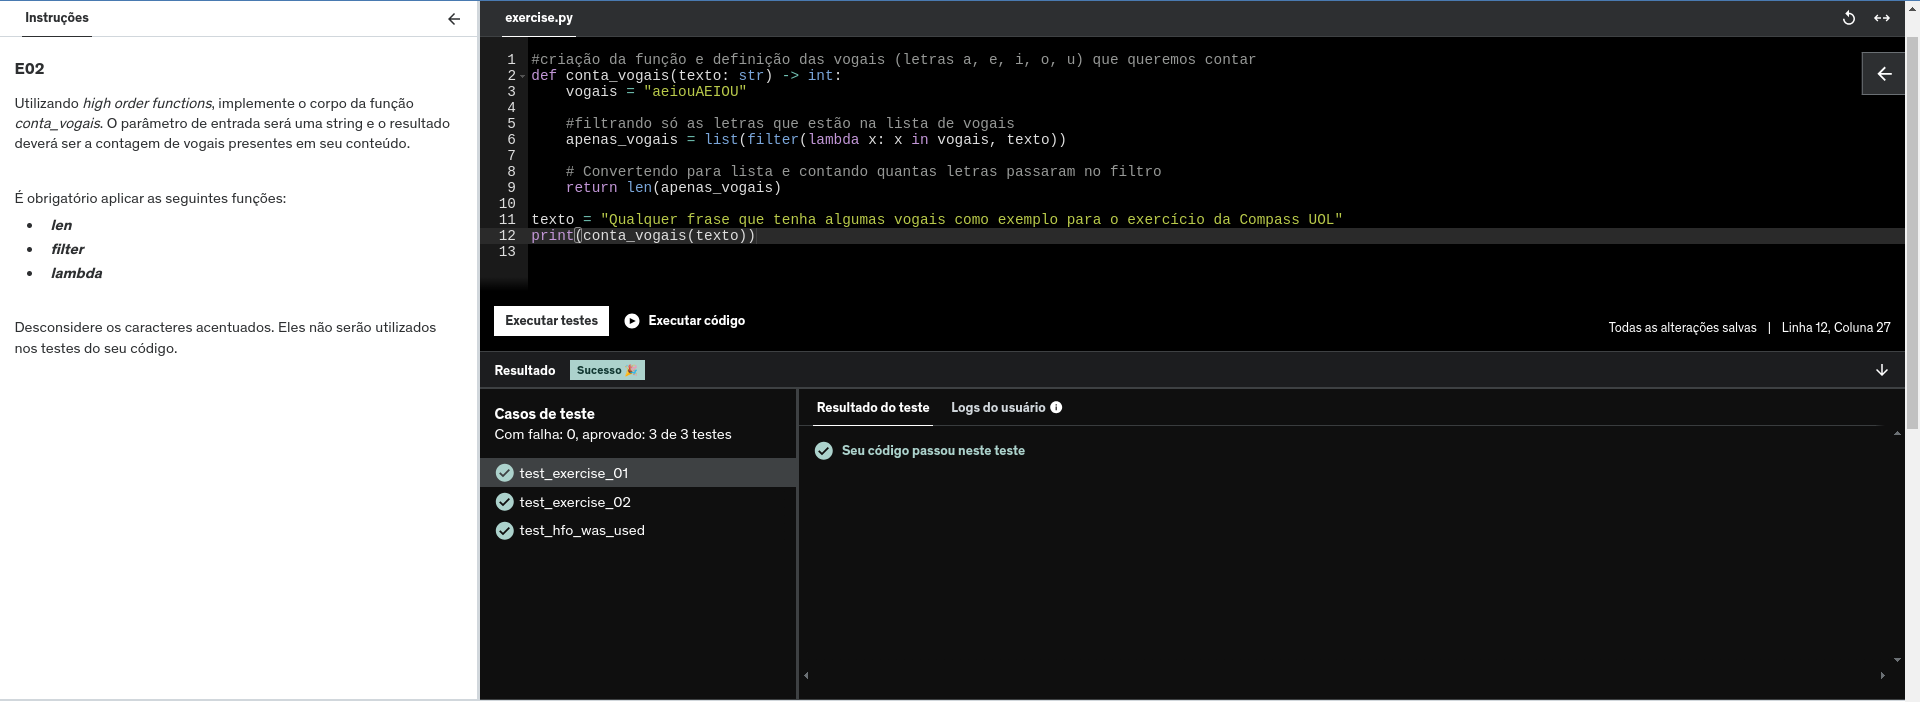 Instruções
E02
Utilizando high order functions, implemente o corpo da função
conta_vogais. O parâmetro de entrada será uma string e o resultado
deverá ser a contagem de vogais presentes em seu conteúdo.
É obrigatório aplicar as seguintes funções:
• len
• filter
• lambda
Desconsidere os caracteres acentuados. Eles não serão utilizados
nos testes do seu código.
exercise.py
1 #criação da função e definição das vogais (letras a, e, i, o, u) que queremos contar
2 def conta_vogais(texto: str) -> int:
3     vogais = "aeiouAEIOU"
4
5     #filtrando só as letras que estão na lista de vogais
6     apenas_vogais = list(filter(lambda x: x in vogais, texto))
7
8     # Convertendo para lista e contando quantas letras passaram no filtro
9     return len(apenas_vogais)
10
11 texto = "Qualquer frase que tenha algumas vogais como exemplo para o exercício da Compass UOL"
12 print(conta_vogais(texto))
13
Executar testes Executar código
Todas as alterações salvas | Linha 12, Coluna 27
Resultado Sucesso 🎉
Casos de teste
Com falha: 0, aprovado: 3 de 3 testes
test_exercise_01
test_exercise_02
test_hfo_was_used
Resultado do teste Logs do usuário
Seu código passou neste teste